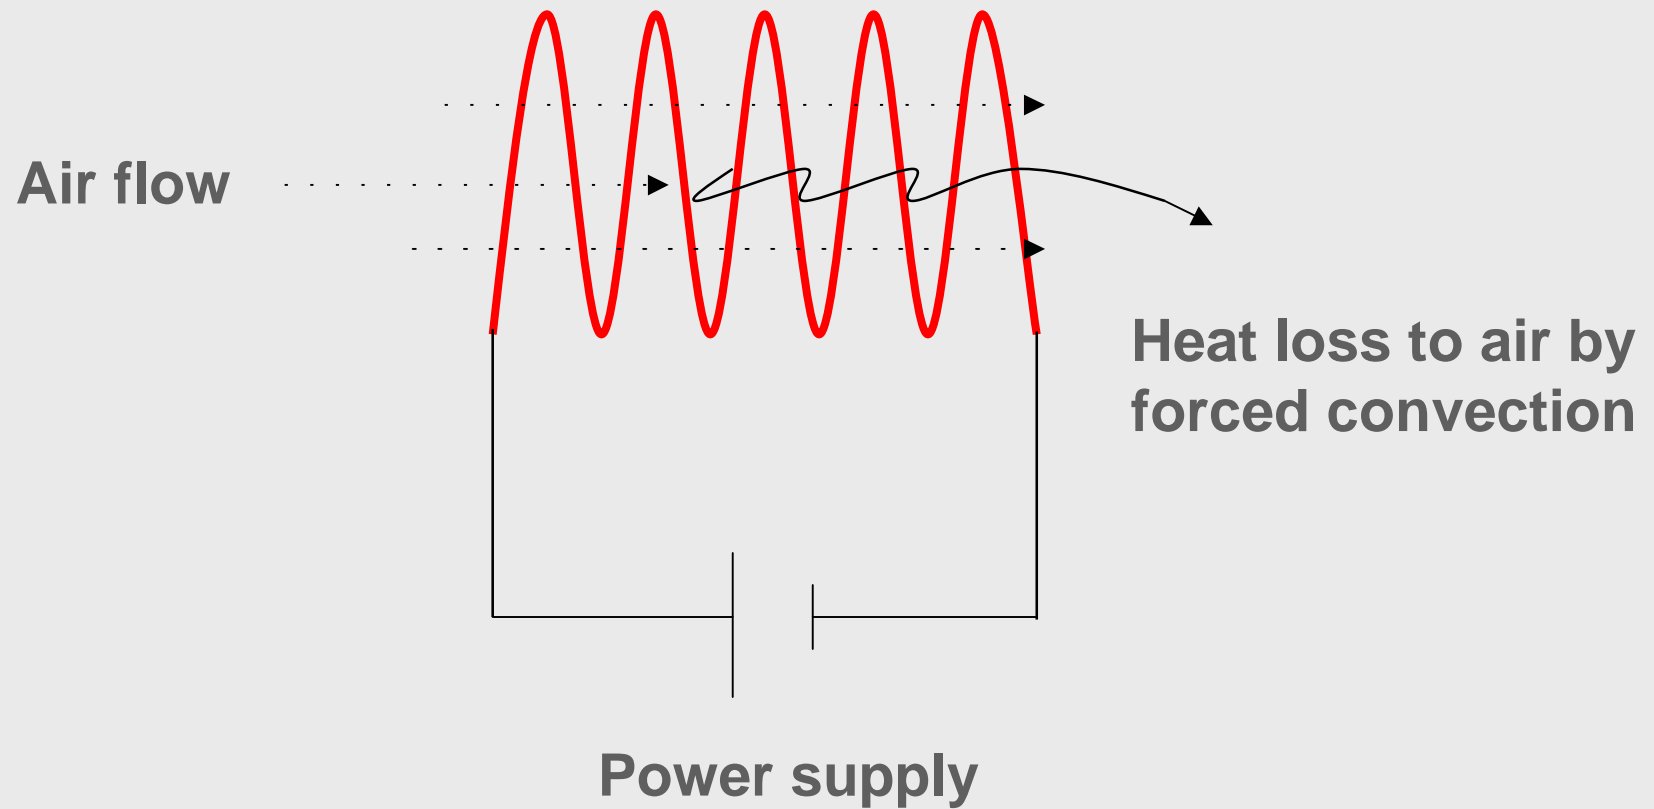 Air flow
Heat loss to air by
forced convection
Power supply